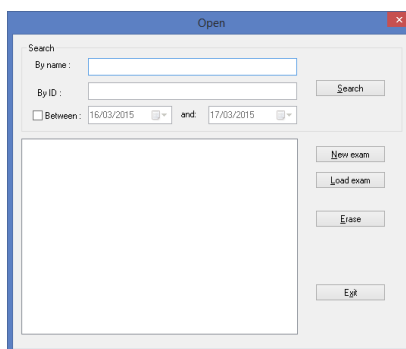 Open
Search
By name :
By ID :
Search
Between : 16/03/2015 and: 17/03/2015
New exam
Load exam
Erase
Exit